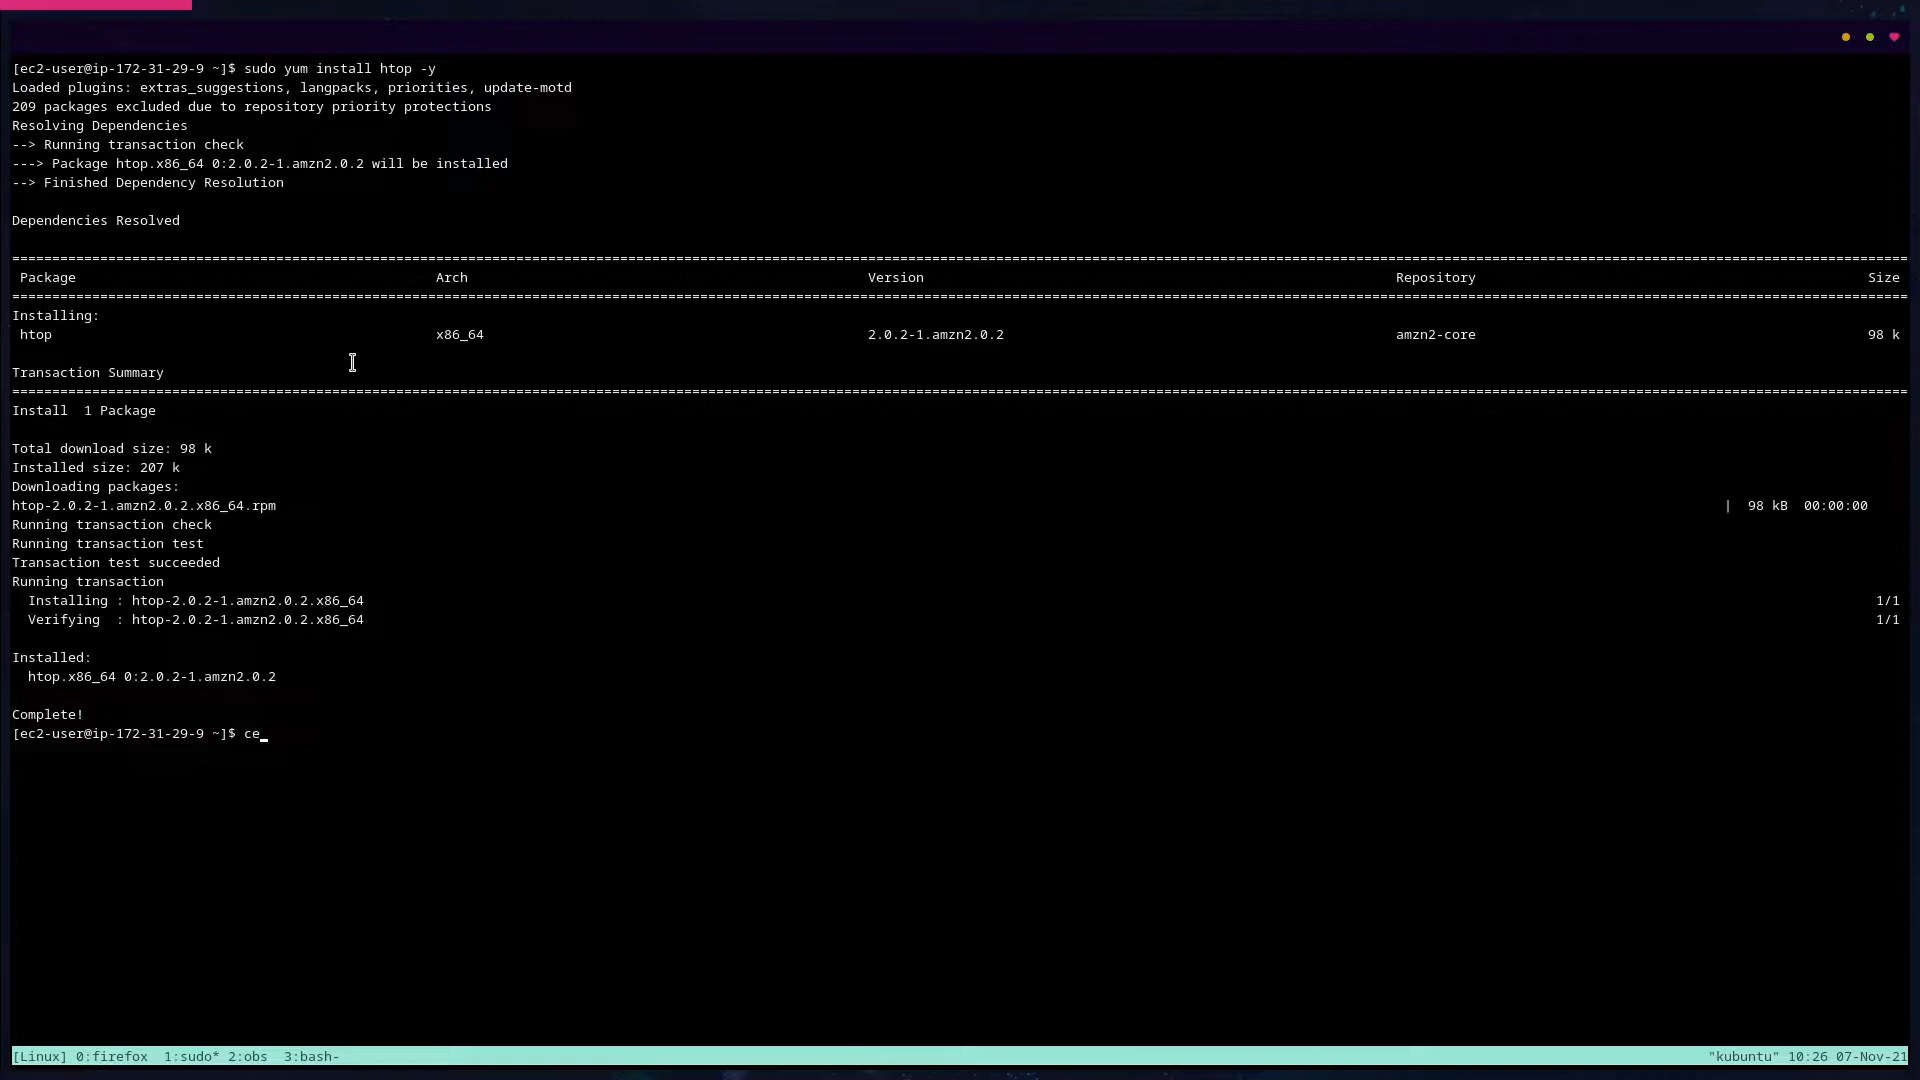 [ec2-user@ip-172-31-29-9 ~]$ sudo yum install htop -y
Loaded plugins: extras_suggestions, langpacks, priorities, update-motd
209 packages excluded due to repository priority protections
Resolving Dependencies
--> Running transaction check
---> Package htop.x86_64 0:2.0.2-1.amzn2.0.2 will be installed
--> Finished Dependency Resolution
Dependencies Resolved
Package Arch Version Repository Size
Installing:
htop x86_64 2.0.2-1.amzn2.0.2 amzn2-core 98 k
Transaction Summary
Install  1 Package
Total download size: 98 k
Installed size: 207 k
Downloading packages:
htop-2.0.2-1.amzn2.0.2.x86_64.rpm | 98 kB 00:00:00
Running transaction check
Running transaction test
Transaction test succeeded
Running transaction
Installing : htop-2.0.2-1.amzn2.0.2.x86_64 1/1
Verifying  : htop-2.0.2-1.amzn2.0.2.x86_64 1/1
Installed:
htop.x86_64 0:2.0.2-1.amzn2.0.2
Complete!
[ec2-user@ip-172-31-29-9 ~]$ ce_
[Linux] 0:firefox  1:sudo* 2:obs  3:bash- "kubuntu" 10:26 07-Nov-21